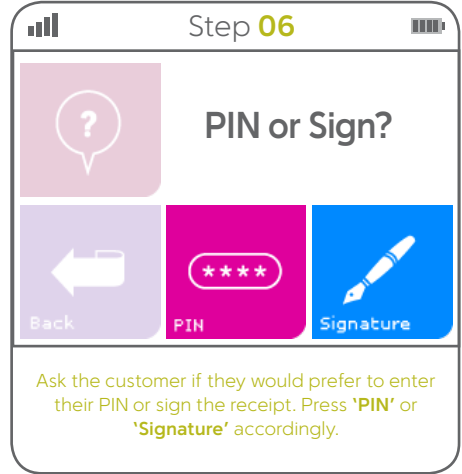 Step 06
?
PIN or Sign?
Back
****
PIN
Signature
Ask the customer if they would prefer to enter
their PIN or sign the receipt. Press ‘PIN’ or
‘Signature’ accordingly.